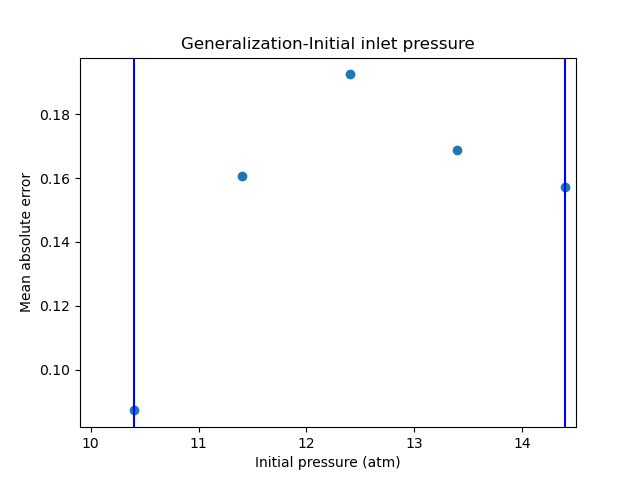 Generalization-Initial inlet pressure
Mean absolute error
0.18
0.16
0.14
0.12
0.10
10 11 12 13 14
Initial pressure (atm)